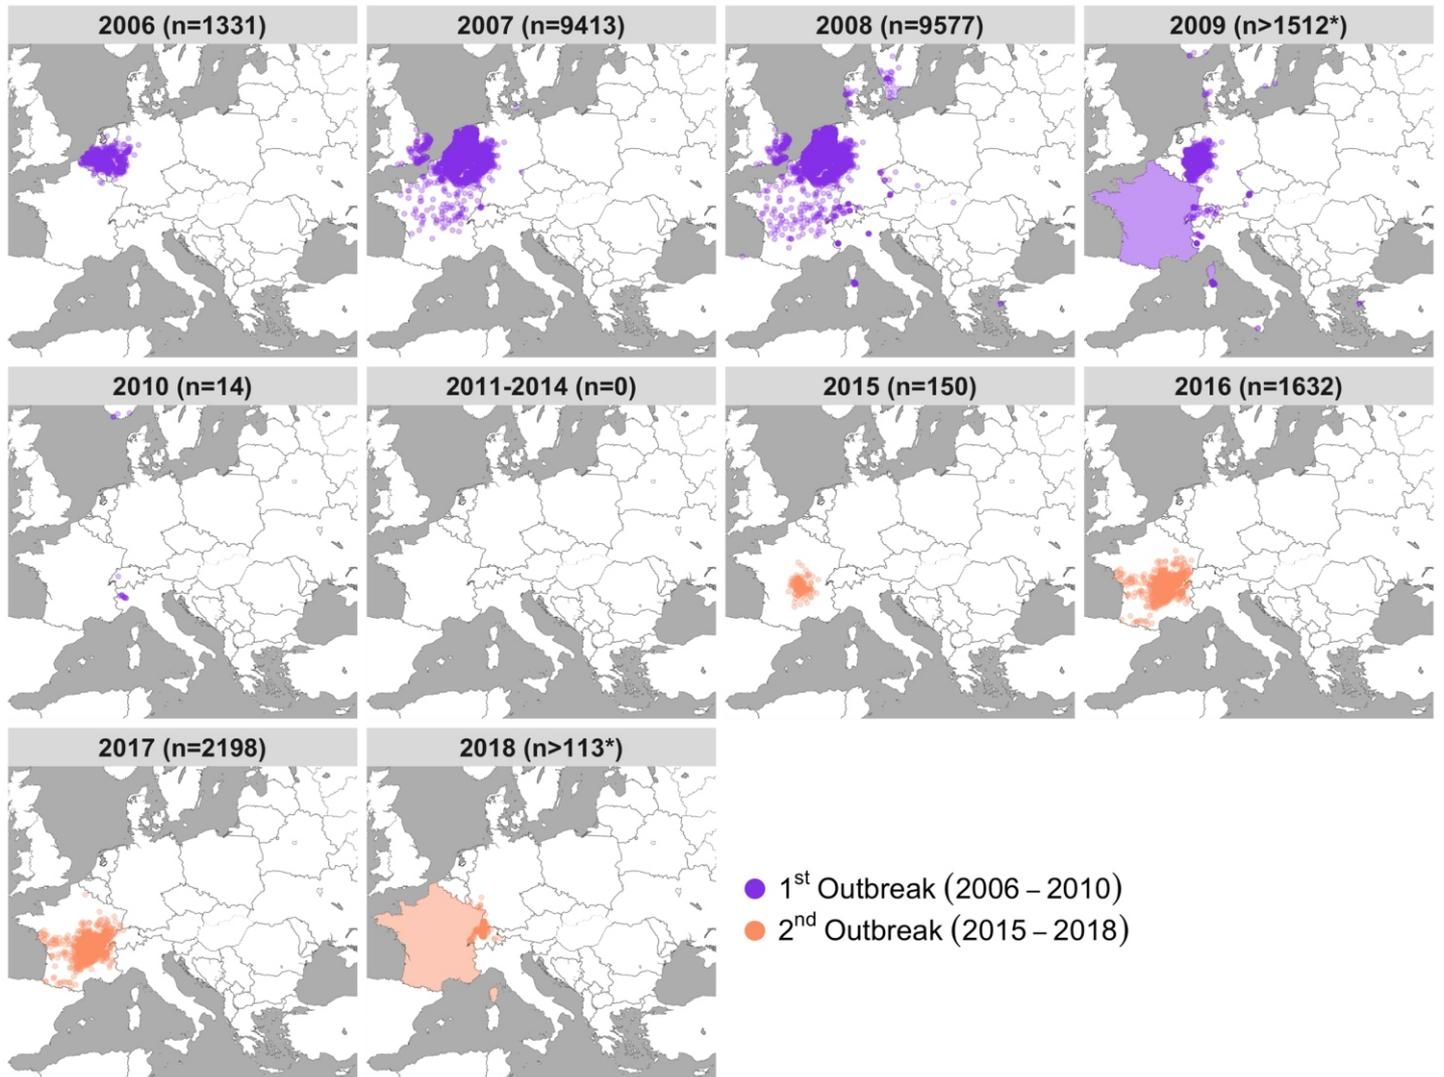 2006 (n=1331)
2007 (n=9413)
2008 (n=9577)
2009 (n>1512*)
2010 (n=14)
2011-2014 (n=0)
2015 (n=150)
2016 (n=1632)
2017 (n=2198)
2018 (n>113*)
1st Outbreak (2006 – 2010)
2nd Outbreak (2015 – 2018)